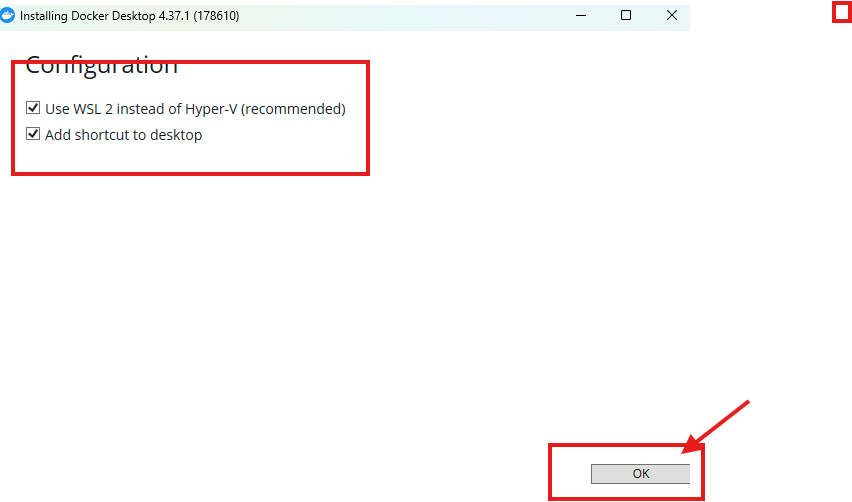 Installing Docker Desktop 4.37.1 (178610)
Configuration
Use WSL 2 instead of Hyper-V (recommended)
Add shortcut to desktop
OK